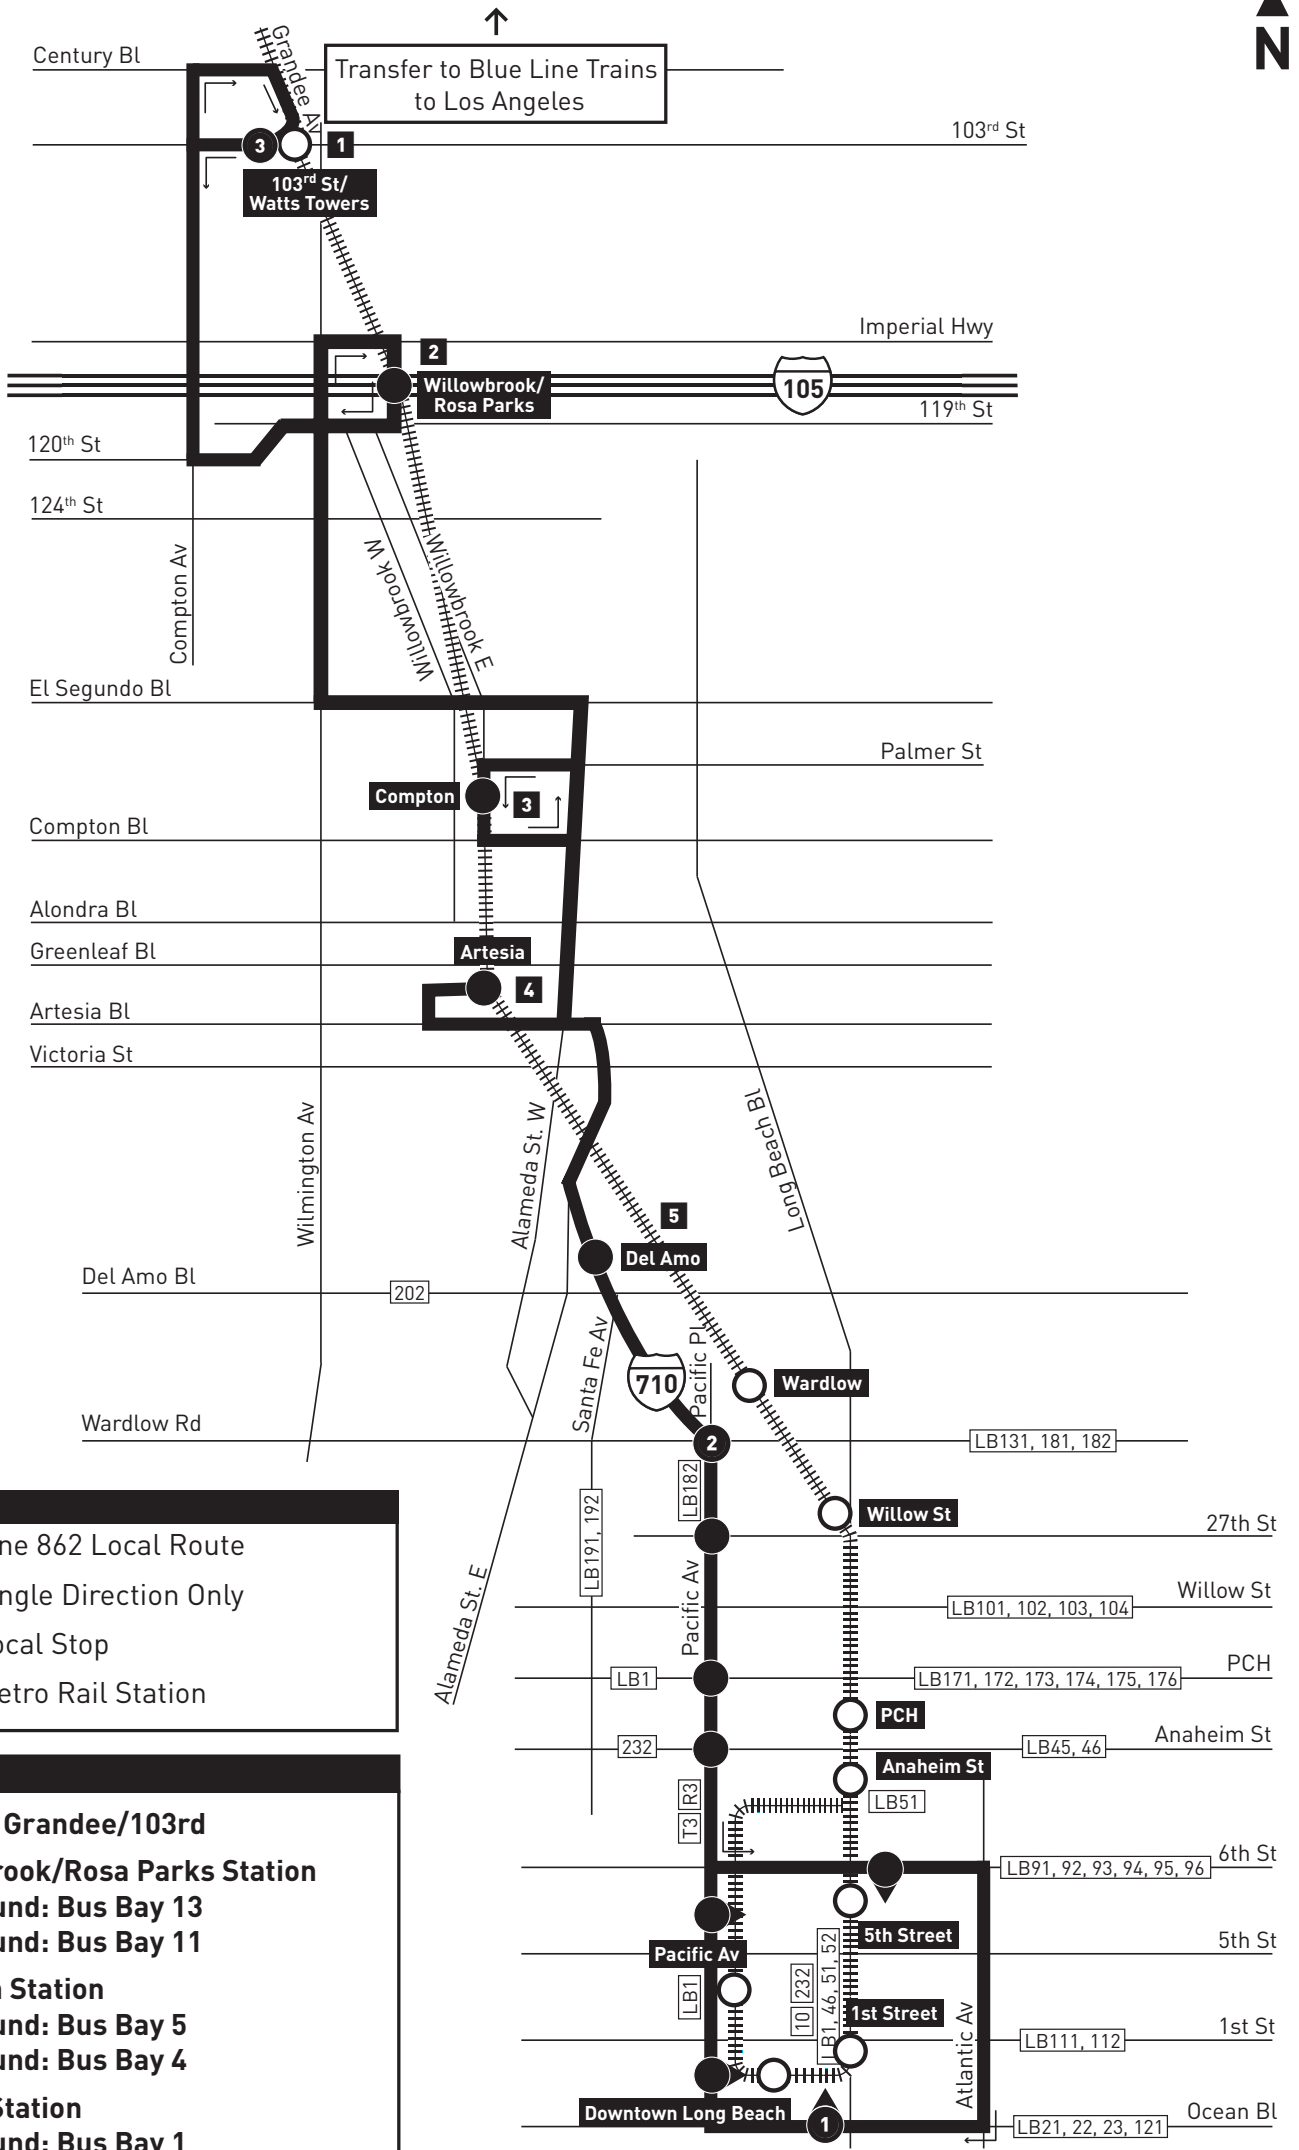 N
Century Bl
Grandee Av
Transfer to Blue Line Trains
to Los Angeles
103rd St
3
1
103rd St/
Watts Towers
Imperial Hwy
2
Willowbrook/
Rosa Parks
105
119th St
120th St
124th St
Compton Av
Willowbrook W
Willowbrook E
El Segundo Bl
Palmer St
Compton
3
Compton Bl
Alondra Bl
Greenleaf Bl
Artesia
4
Artesia Bl
Victoria St
Wilmington Av
Alameda St. W
Long Beach Bl
5
Del Amo
Del Amo Bl
202
Santa Fe Av
710
Pacific Pl
Wardlow
Wardlow Rd
2
LB131, 181, 182
LB182
LB191, 192
Willow St
27th St
Alameda St. E
Pacific Av
Willow St
LB101, 102, 103, 104
PCH
LB1
LB171, 172, 173, 174, 175, 176
PCH
232
LB45, 46
Anaheim St
Anaheim St
T3
R3
LB51
6th St
LB91, 92, 93, 94, 95, 96
5th Street
5th St
Pacific Av
LB1
10
232
LB1, 46, 51, 52
1st Street
1st St
LB111, 112
Atlantic Av
Downtown Long Beach
1
Ocean Bl
LB21, 22, 23, 121
ne 862 Local Route
ngle Direction Only
ocal Stop
etro Rail Station
Grandee/103rd
rook/Rosa Parks Station
und: Bus Bay 13
und: Bus Bay 11
Station
und: Bus Bay 5
und: Bus Bay 4
Station
und: Bus Bay 1